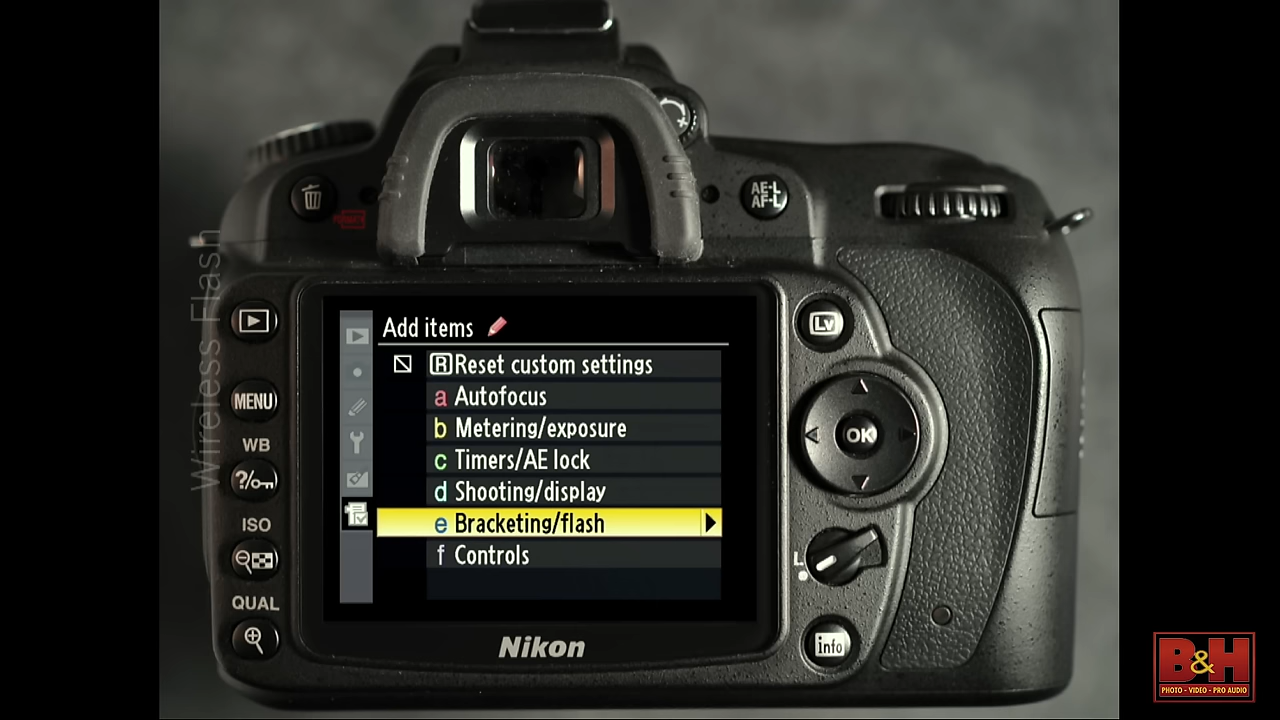 Wireless Flash
AE-L
AF-L
Add items
R Reset custom settings
a Autofocus
b Metering/exposure
c Timers/AE lock
d Shooting/display
e Bracketing/flash
f Controls
MENU
WB
?/
ISO
QUAL
Lv
OK
L
info
Nikon
B&H
PHOTO - VIDEO - PRO AUDIO